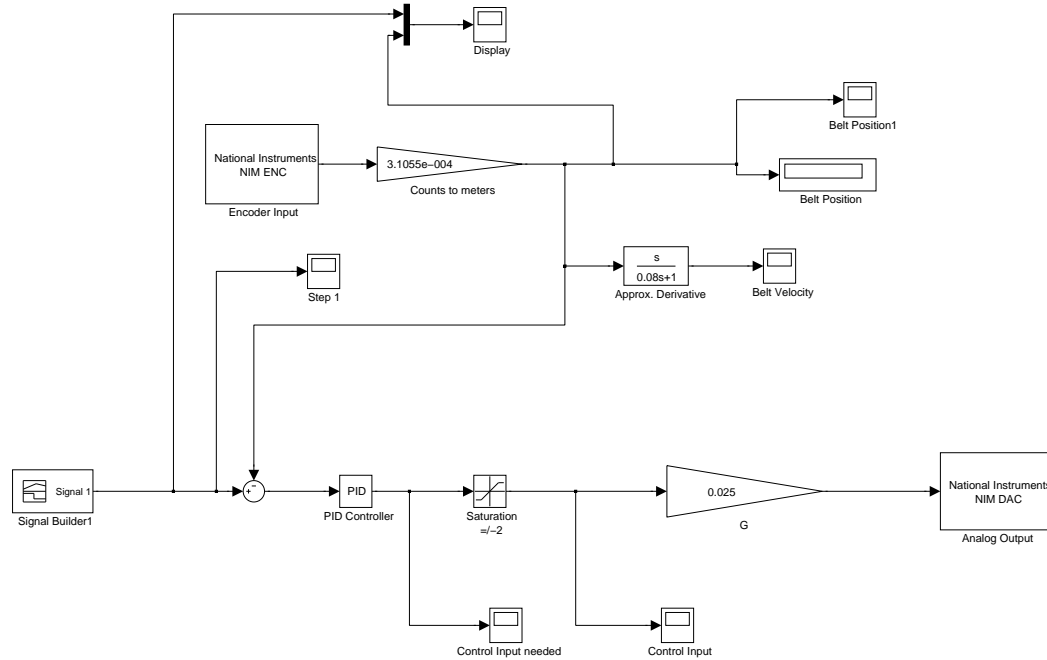 Display
Belt Position1
National Instruments
NIM ENC
Encoder Input
3.1055e−004
Counts to meters
Belt Position
Step 1
s
0.08s+1
Approx. Derivative
Belt Velocity
Signal 1
Signal Builder1
+
−
PID
PID Controller
Saturation
=/−2
0.025
G
National Instruments
NIM DAC
Analog Output
Control Input needed
Control Input